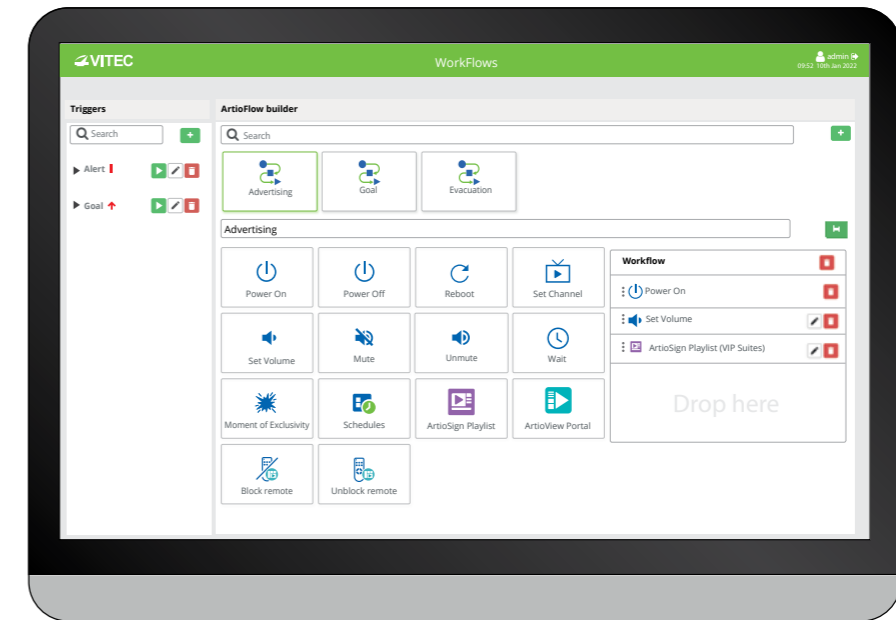 VITEC
WorkFlows
admin
09:52 10th Jan 2022
Triggers
ArtioFlow builder
Search
Search
Alert
Goal
Advertising
Goal
Evacuation
Advertising
Power On
Power Off
Reboot
Set Channel
Set Volume
Mute
Unmute
Wait
Moment of Exclusivity
Schedules
ArtioSign Playlist
ArtioView Portal
Block remote
Unblock remote
Workflow
Power On
Set Volume
ArtioSign Playlist (VIP Suites)
Drop here